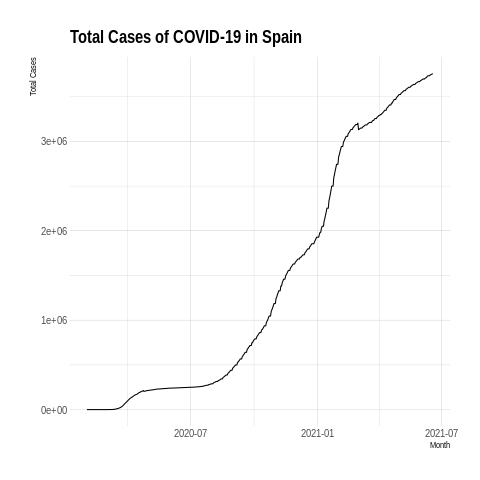 Total Cases of COVID-19 in Spain
Total Cases
3e+06
2e+06
1e+06
0e+00
2020-07
2021-01
2021-07
Month